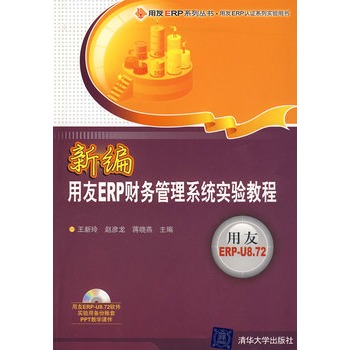 用友ERP系列丛书·用友ERP认证系列实验用书
新编
用友ERP财务管理系统实验教程
王新玲 赵彦龙 蒋晓燕 主编
用友
ERP-U8.72
用友ERP-U8.72软件
实验用备份账套
PPT教学课件
清华大学出版社